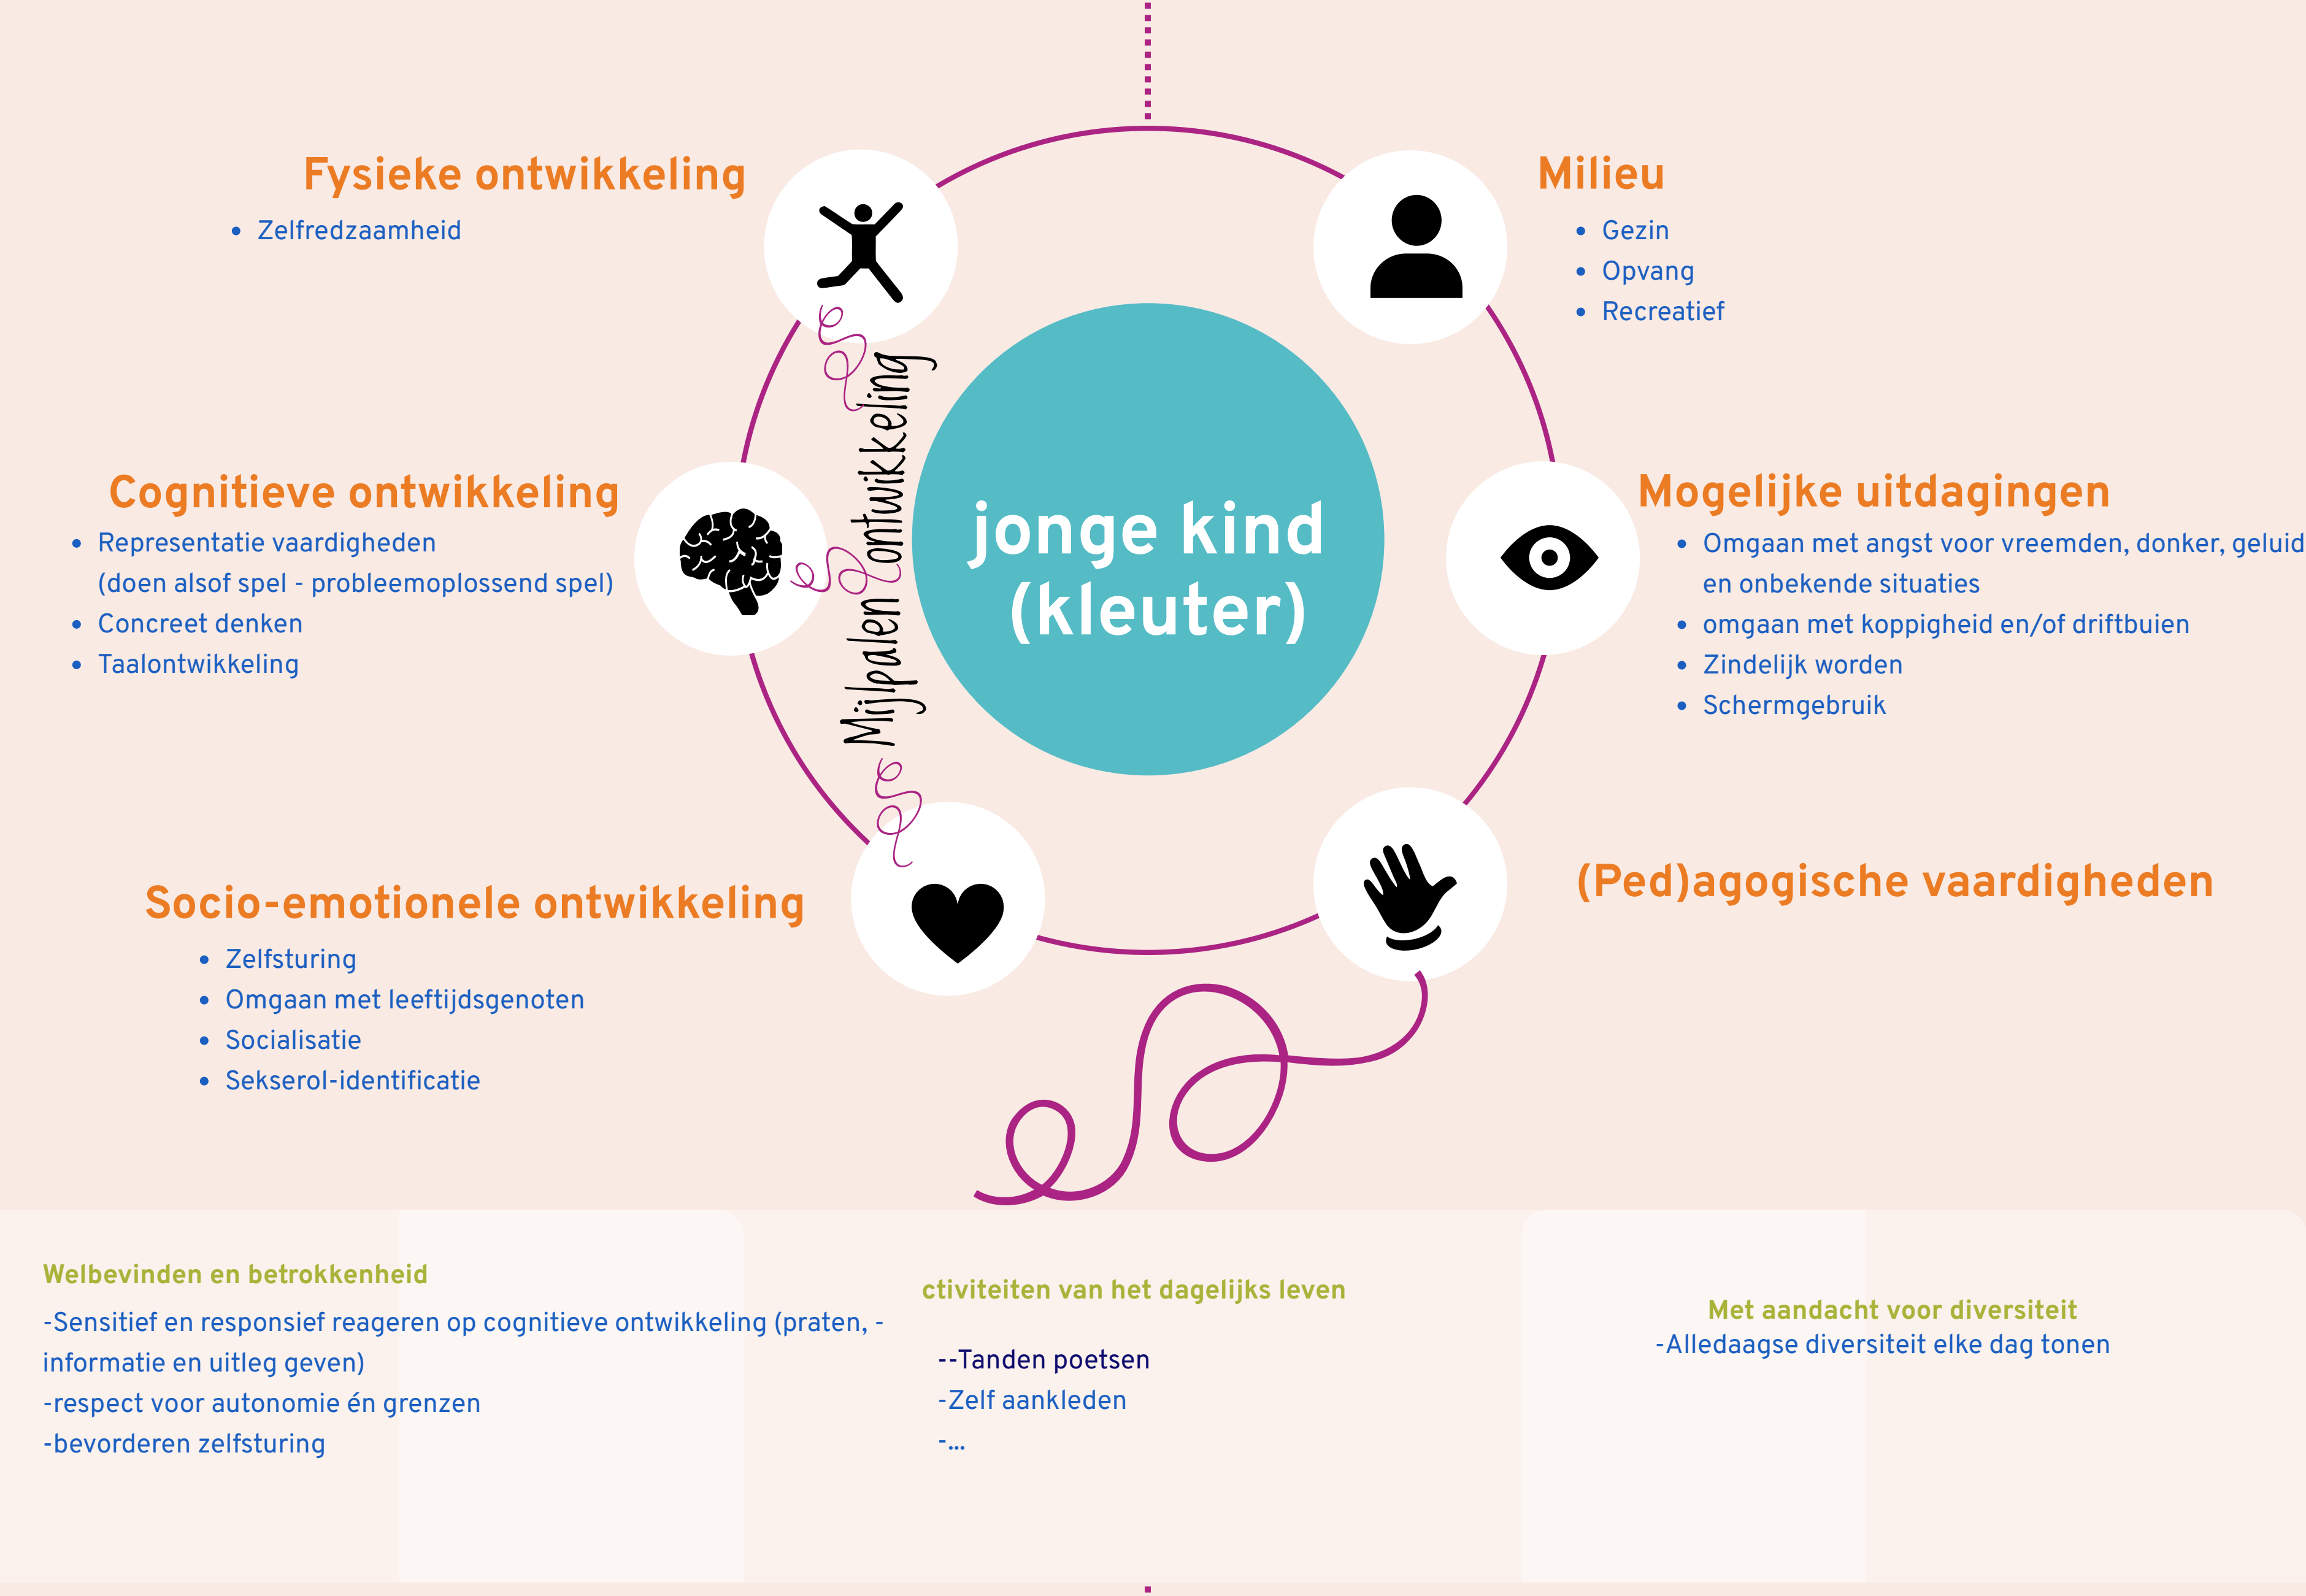 Fysieke ontwikkeling
Zelfredzaamheid
Milieu
Gezin
Opvang
Recreatief
Mijlpalen ontwikkeling
jonge kind
(kleuter)
Cognitieve ontwikkeling
Representatie vaardigheden
(doen alsof spel - probleemoplossend spel)
Concreet denken
Taalontwikkeling
Mogelijke uitdagingen
Omgaan met angst voor vreemden, donker, geluid
en onbekende situaties
omgaan met koppigheid en/of driftbuien
Zindelijk worden
Schermgebruik
Socio-emotionele ontwikkeling
Zelfsturing
Omgaan met leeftijdsgenoten
Socialisatie
Sekserol-identificatie
(Ped)agogische vaardigheden
Welbevinden en betrokkenheid
-Sensitief en responsief reageren op cognitieve ontwikkeling (praten, -
informatie en uitleg geven)
-respect voor autonomie én grenzen
-bevorderen zelfsturing
ctiviteiten van het dagelijks leven
--Tanden poetsen
-Zelf aankleden
-...
Met aandacht voor diversiteit
-Alledaagse diversiteit elke dag tonen